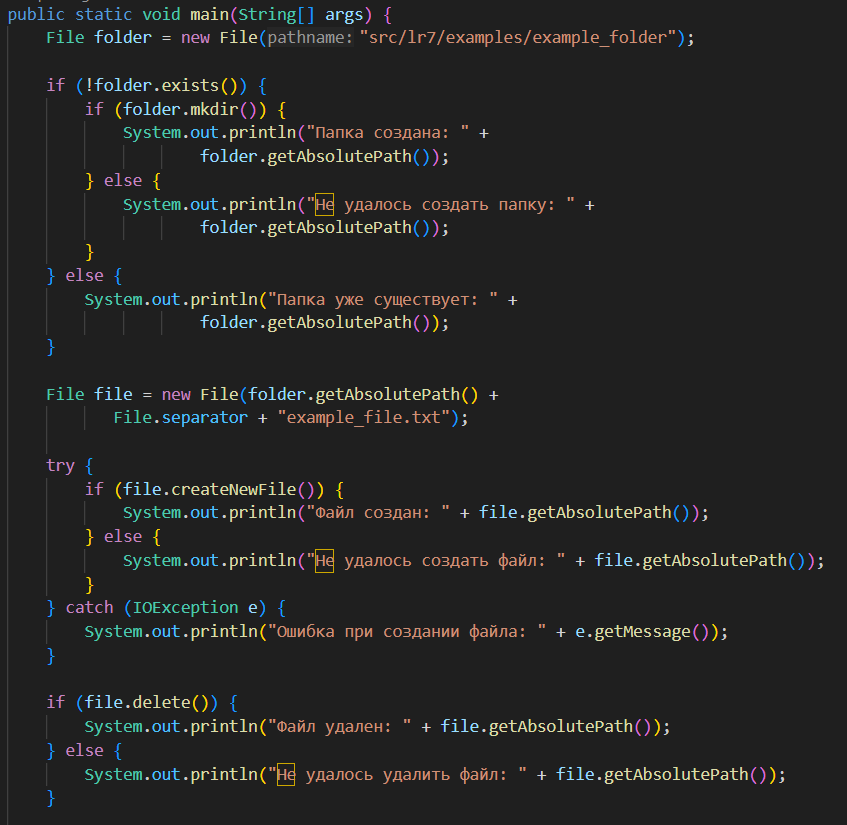 public static void main(String[] args) {
File folder = new File(pathname: "src/lr7/examples/example_folder");
if (!folder.exists()) {
if (folder.mkdir()) {
System.out.println("Папка создана: " +
folder.getAbsolutePath());
} else {
System.out.println("Не удалось создать папку: " +
folder.getAbsolutePath());
}
} else {
System.out.println("Папка уже существует: " +
folder.getAbsolutePath());
}
File file = new File(folder.getAbsolutePath() +
File.separator + "example_file.txt");
try {
if (file.createNewFile()) {
System.out.println("Файл создан: " + file.getAbsolutePath());
} else {
System.out.println("Не удалось создать файл: " + file.getAbsolutePath());
}
} catch (IOException e) {
System.out.println("Ошибка при создании файла: " + e.getMessage());
}
if (file.delete()) {
System.out.println("Файл удален: " + file.getAbsolutePath());
} else {
System.out.println("Не удалось удалить файл: " + file.getAbsolutePath());
}